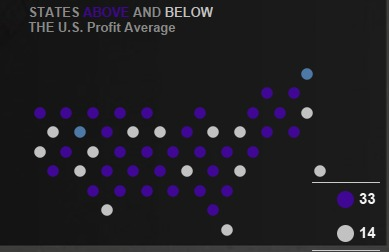 STATES ABOVE AND BELOW
THE U.S. Profit Average
33
14